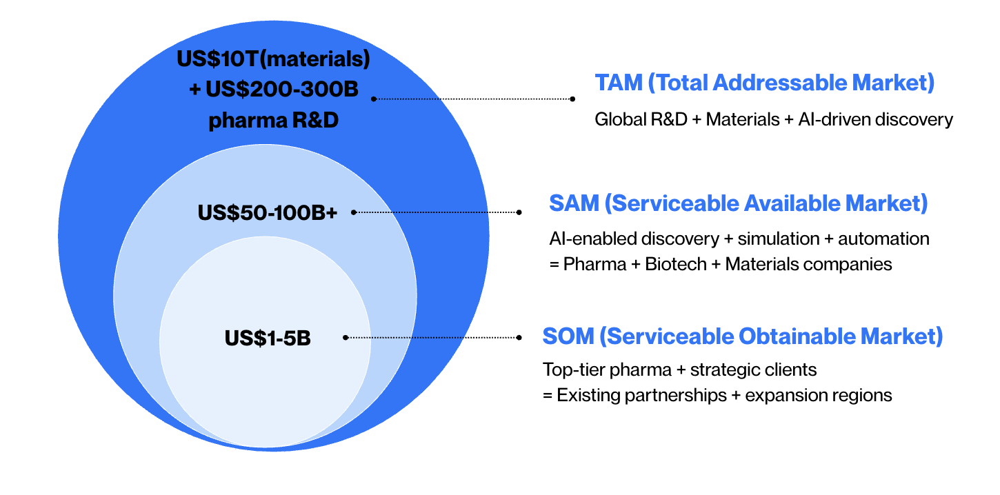 US$10T(materials)
+ US$200-300B
pharma R&D
TAM (Total Addressable Market)
Global R&D + Materials + AI-driven discovery
US$50-100B+
SAM (Serviceable Available Market)
AI-enabled discovery + simulation + automation
= Pharma + Biotech + Materials companies
US$1-5B
SOM (Serviceable Obtainable Market)
Top-tier pharma + strategic clients
= Existing partnerships + expansion regions